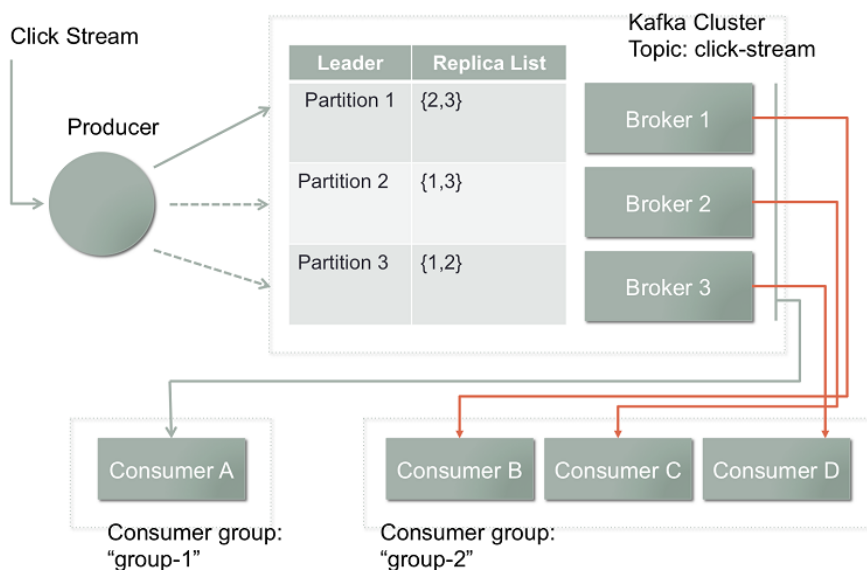 Click Stream
Kafka Cluster
Topic: click-stream
Leader Replica List
Partition 1 {2,3}
Broker 1
Producer
Partition 2 {1,3}
Broker 2
Partition 3 {1,2}
Broker 3
Consumer A
Consumer B
Consumer C
Consumer D
Consumer group:
“group-1”
Consumer group:
“group-2”